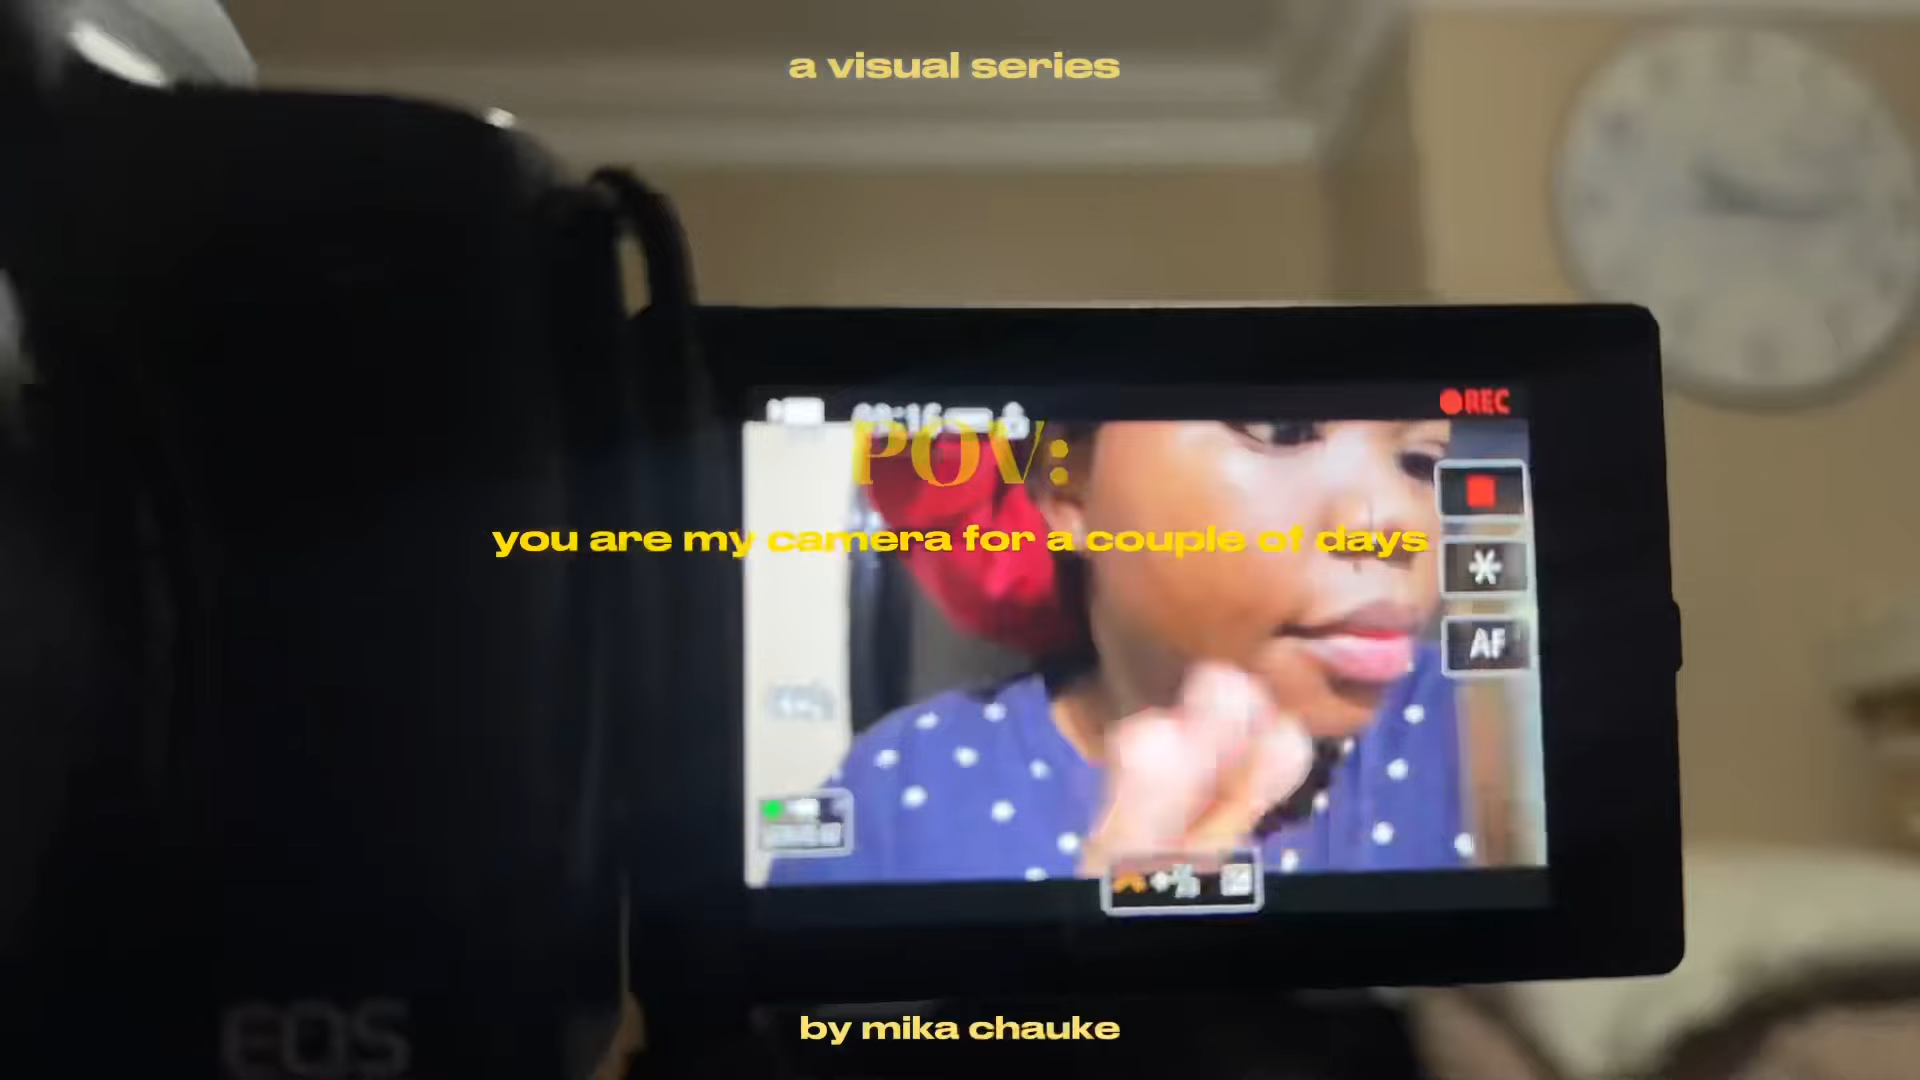 a visual series
REC
POV:
you are my camera for a couple of days
AF
by mika chauke
EOS